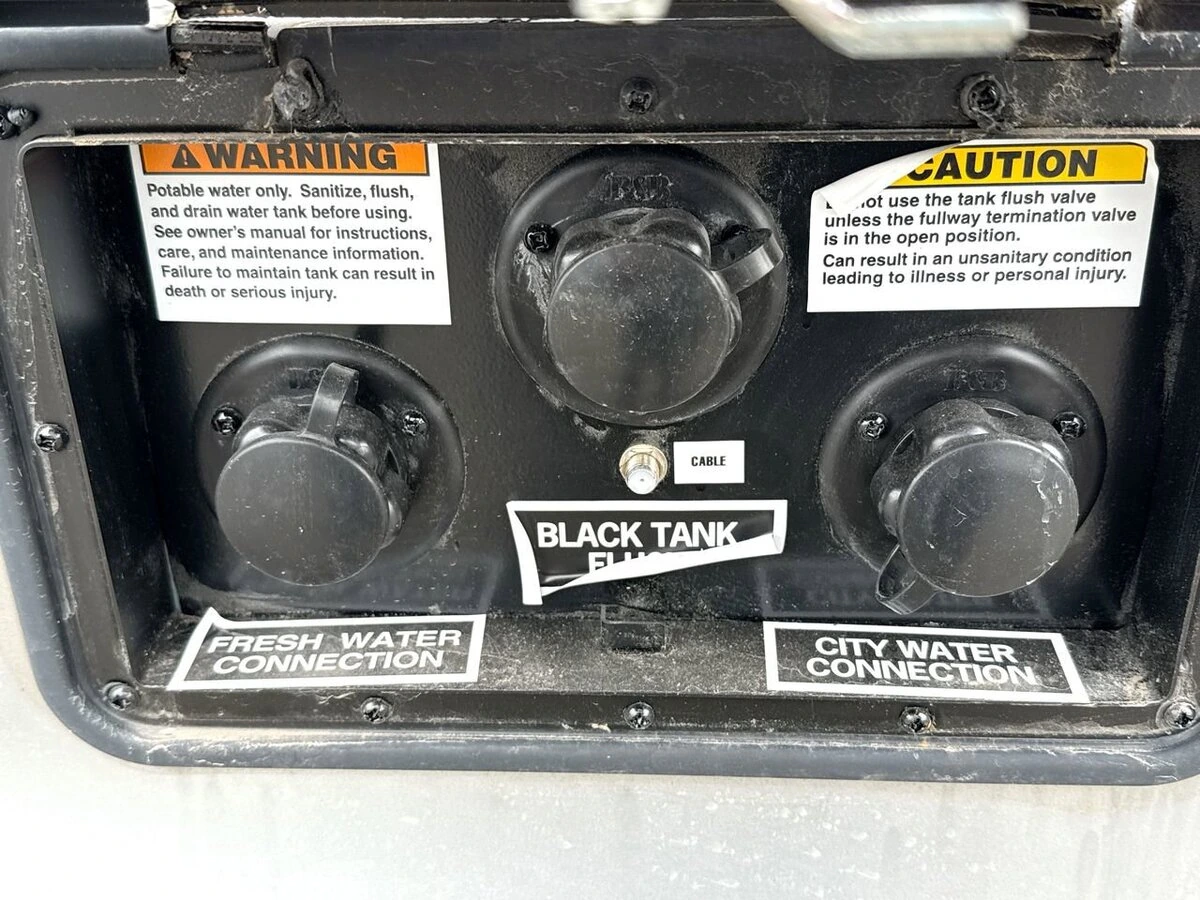 WARNING
Potable water only. Sanitize, flush,
and drain water tank before using.
See owner's manual for instructions,
care, and maintenance information.
Failure to maintain tank can result in
death or serious injury.
B&B
CAUTION
not use the tank flush valve
unless the fullway termination valve
is in the open position.
Can result in an unsanitary condition
leading to illness or personal injury.
B&B
B&B
CABLE
BLACK TANK
FRESH WATER
CONNECTION
CITY WATER
CONNECTION